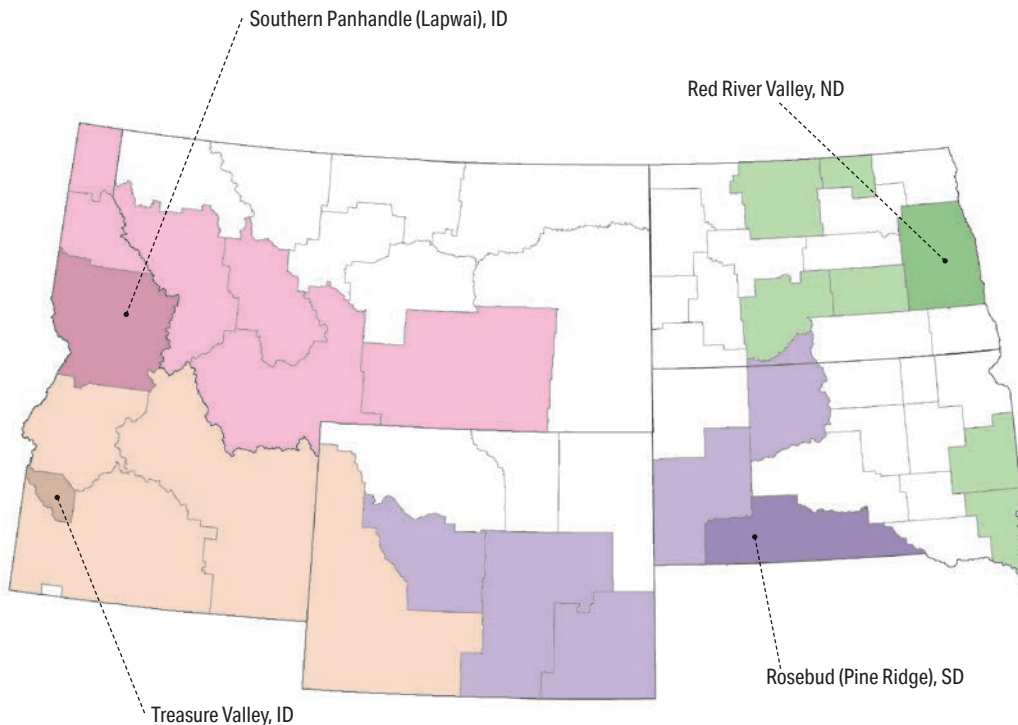 Southern Panhandle (Lapwai), ID
Red River Valley, ND
Rosebud (Pine Ridge), SD
Treasure Valley, ID